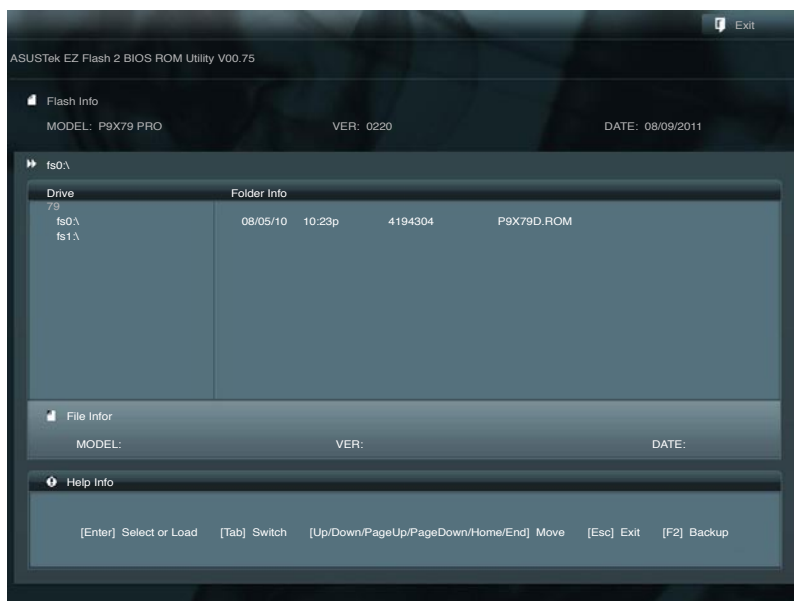 Exit
ASUSTek EZ Flash 2 BIOS ROM Utility V00.75
Flash Info
MODEL: P9X79 PRO VER: 0220 DATE: 08/09/2011
fs0:\
Drive Folder Info
79
fs0:\ 08/05/10 10:23p 4194304 P9X79D.ROM
fs1:\
File Infor
MODEL: VER: DATE:
Help Info
[Enter] Select or Load [Tab] Switch [Up/Down/PageUp/PageDown/Home/End] Move [Esc] Exit [F2] Backup